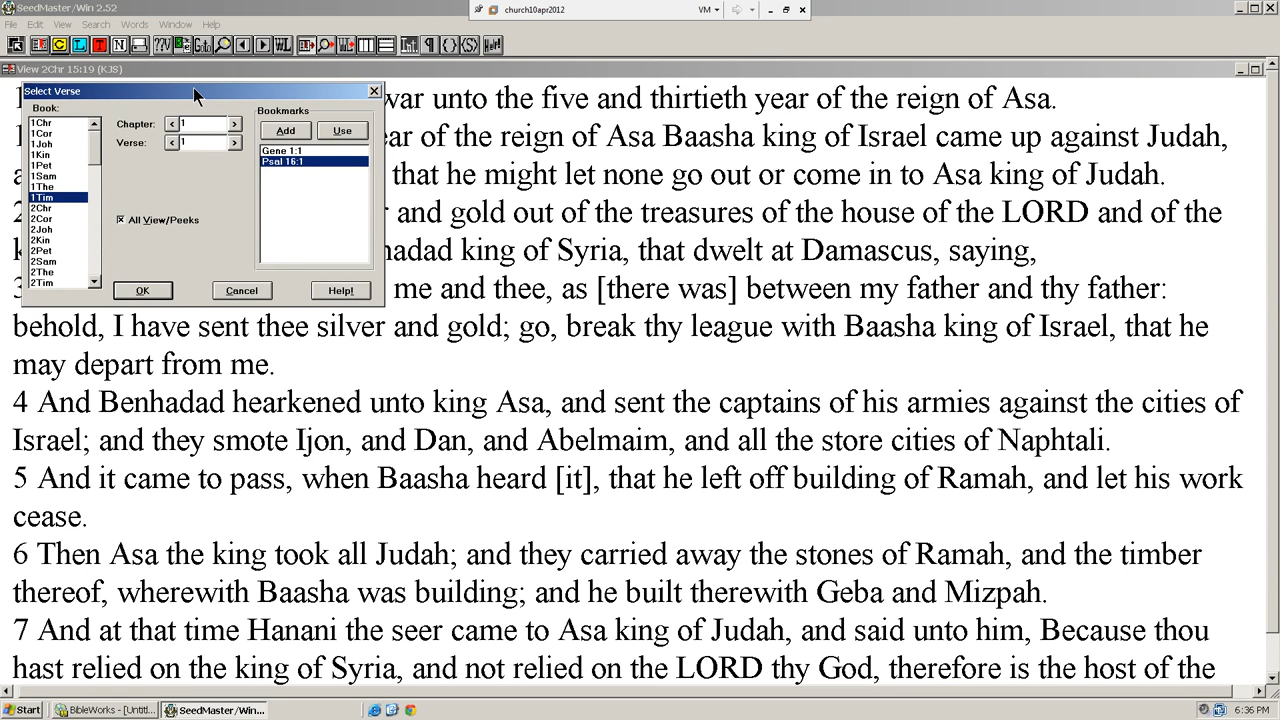 SeedMaster/Win 2.52
church10apr2012
VM
File Edit View Search Words Window Help
View 2Chr 15:19 (KJS)
Select Verse
Book:
1Chr
1Cor
1Joh
1Kin
1Pet
1Sam
1The
1Tim
2Chr
2Cor
2Joh
2Kin
2Pet
2Sam
2The
2Tim
Chapter: < 1 >
Verse: < 1 >
All View/Peeks
Bookmarks
Add Use
Gene 1:1
Psal 16:1
OK Cancel Help!
war unto the five and thirtieth year of the reign of Asa.
ear of the reign of Asa Baasha king of Israel came up against Judah,
that he might let none go out or come in to Asa king of Judah.
r and gold out of the treasures of the house of the LORD and of the
hadad king of Syria, that dwelt at Damascus, saying,
me and thee, as [there was] between my father and thy father:
behold, I have sent thee silver and gold; go, break thy league with Baasha king of Israel, that he
may depart from me.
4 And Benhadad hearkened unto king Asa, and sent the captains of his armies against the cities of
Israel; and they smote Ijon, and Dan, and Abelmaim, and all the store cities of Naphtali.
5 And it came to pass, when Baasha heard [it], that he left off building of Ramah, and let his work
cease.
6 Then Asa the king took all Judah; and they carried away the stones of Ramah, and the timber
thereof, wherewith Baasha was building; and he built therewith Geba and Mizpah.
7 And at that time Hanani the seer came to Asa king of Judah, and said unto him, Because thou
hast relied on the king of Syria, and not relied on the LORD thy God, therefore is the host of the
Start BibleWorks - [Untitl... SeedMaster/Win... 6:36 PM